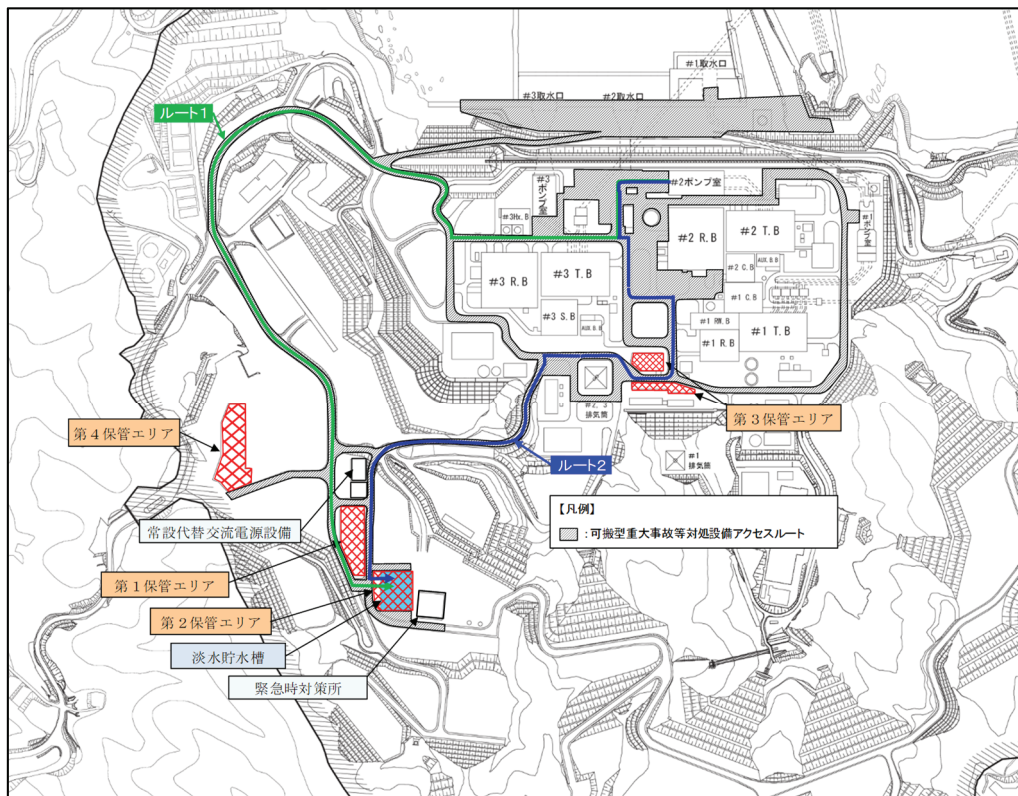 #1取水口
#3取水口
#2取水口
ルート1
#3
ポンプ室
#2ポンプ室
#3Hx.B
#1
ポンプ室
#2 R.B
#2 T.B
#3 R.B
#3 T.B
#2 C.B
AUX.B.B
#1 C.B
#3 S.B
AUX.B.B
#1 RW.B
#1 R.B
#1 T.B
#2, 3
排気筒
第3保管エリア
第4保管エリア
ルート2
#1
排気筒
常設代替交流電源設備
【凡例】
:可搬型重大事故等対処設備アクセスルート
第1保管エリア
第2保管エリア
淡水貯水槽
緊急時対策所